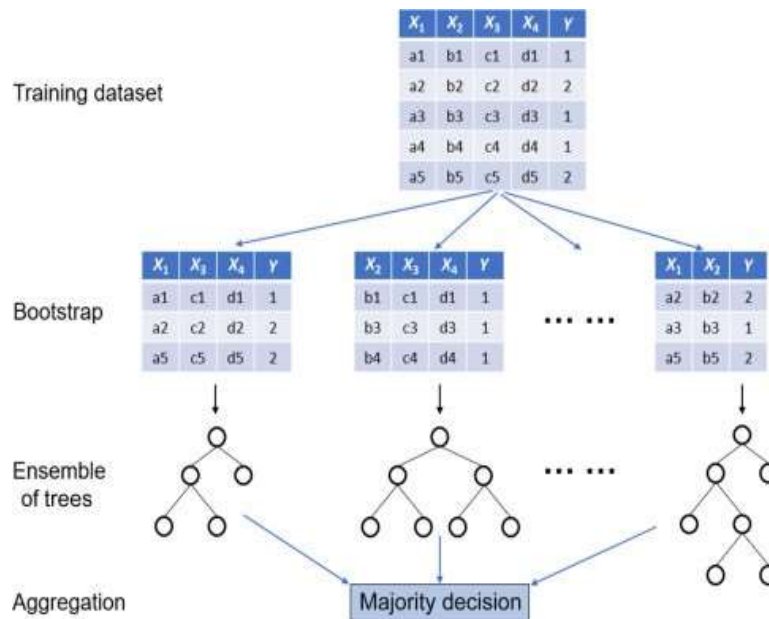 X1 X2 X3 X4 Y
a1 b1 c1 d1 1
a2 b2 c2 d2 2
Training dataset
a3 b3 c3 d3 1
a4 b4 c4 d4 1
a5 b5 c5 d5 2
X1 X3 X4 Y
a1 c1 d1 1
a2 c2 d2 2
a5 c5 d5 2
X2 X3 X4 Y
b1 c1 d1 1
b3 c3 d3 1
b4 c4 d4 1
... ...
X1 X2 Y
a2 b2 2
a3 b3 1
a5 b5 2
Bootstrap
Ensemble
of trees
... ...
Aggregation
Majority decision